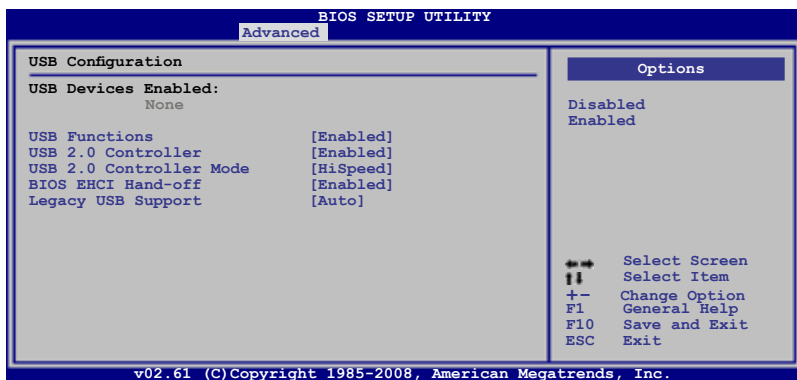 BIOS SETUP UTILITY
Advanced
USB Configuration
USB Devices Enabled:
None
USB Functions [Enabled]
USB 2.0 Controller [Enabled]
USB 2.0 Controller Mode [HiSpeed]
BIOS EHCI Hand-off [Enabled]
Legacy USB Support [Auto]
Options
Disabled
Enabled
←→ Select Screen
↑↓ Select Item
+- Change Option
F1 General Help
F10 Save and Exit
ESC Exit
v02.61 (C)Copyright 1985-2008, American Megatrends, Inc.